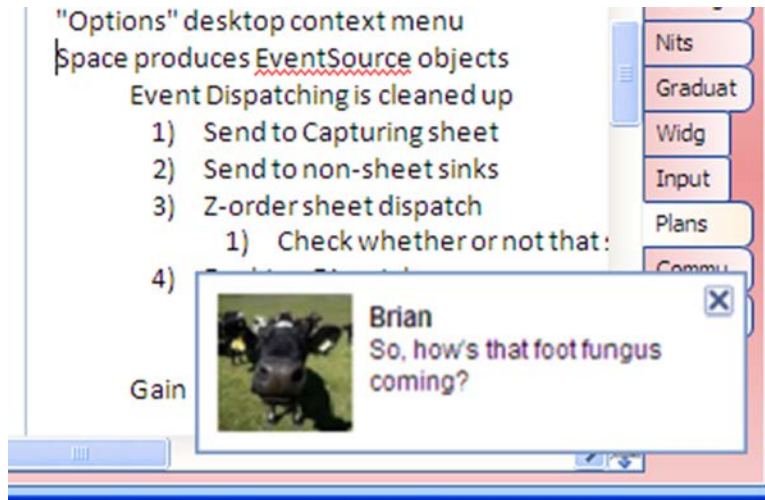 "Options" desktop context menu
Space produces EventSource objects
Event Dispatching is cleaned up
1) Send to Capturing sheet
2) Send to non-sheet sinks
3) Z-order sheet dispatch
1) Check whether or not that
4)
Gain
Brian
So, how's that foot fungus
coming?
Nits
Graduat
Widg
Input
Plans
Commu